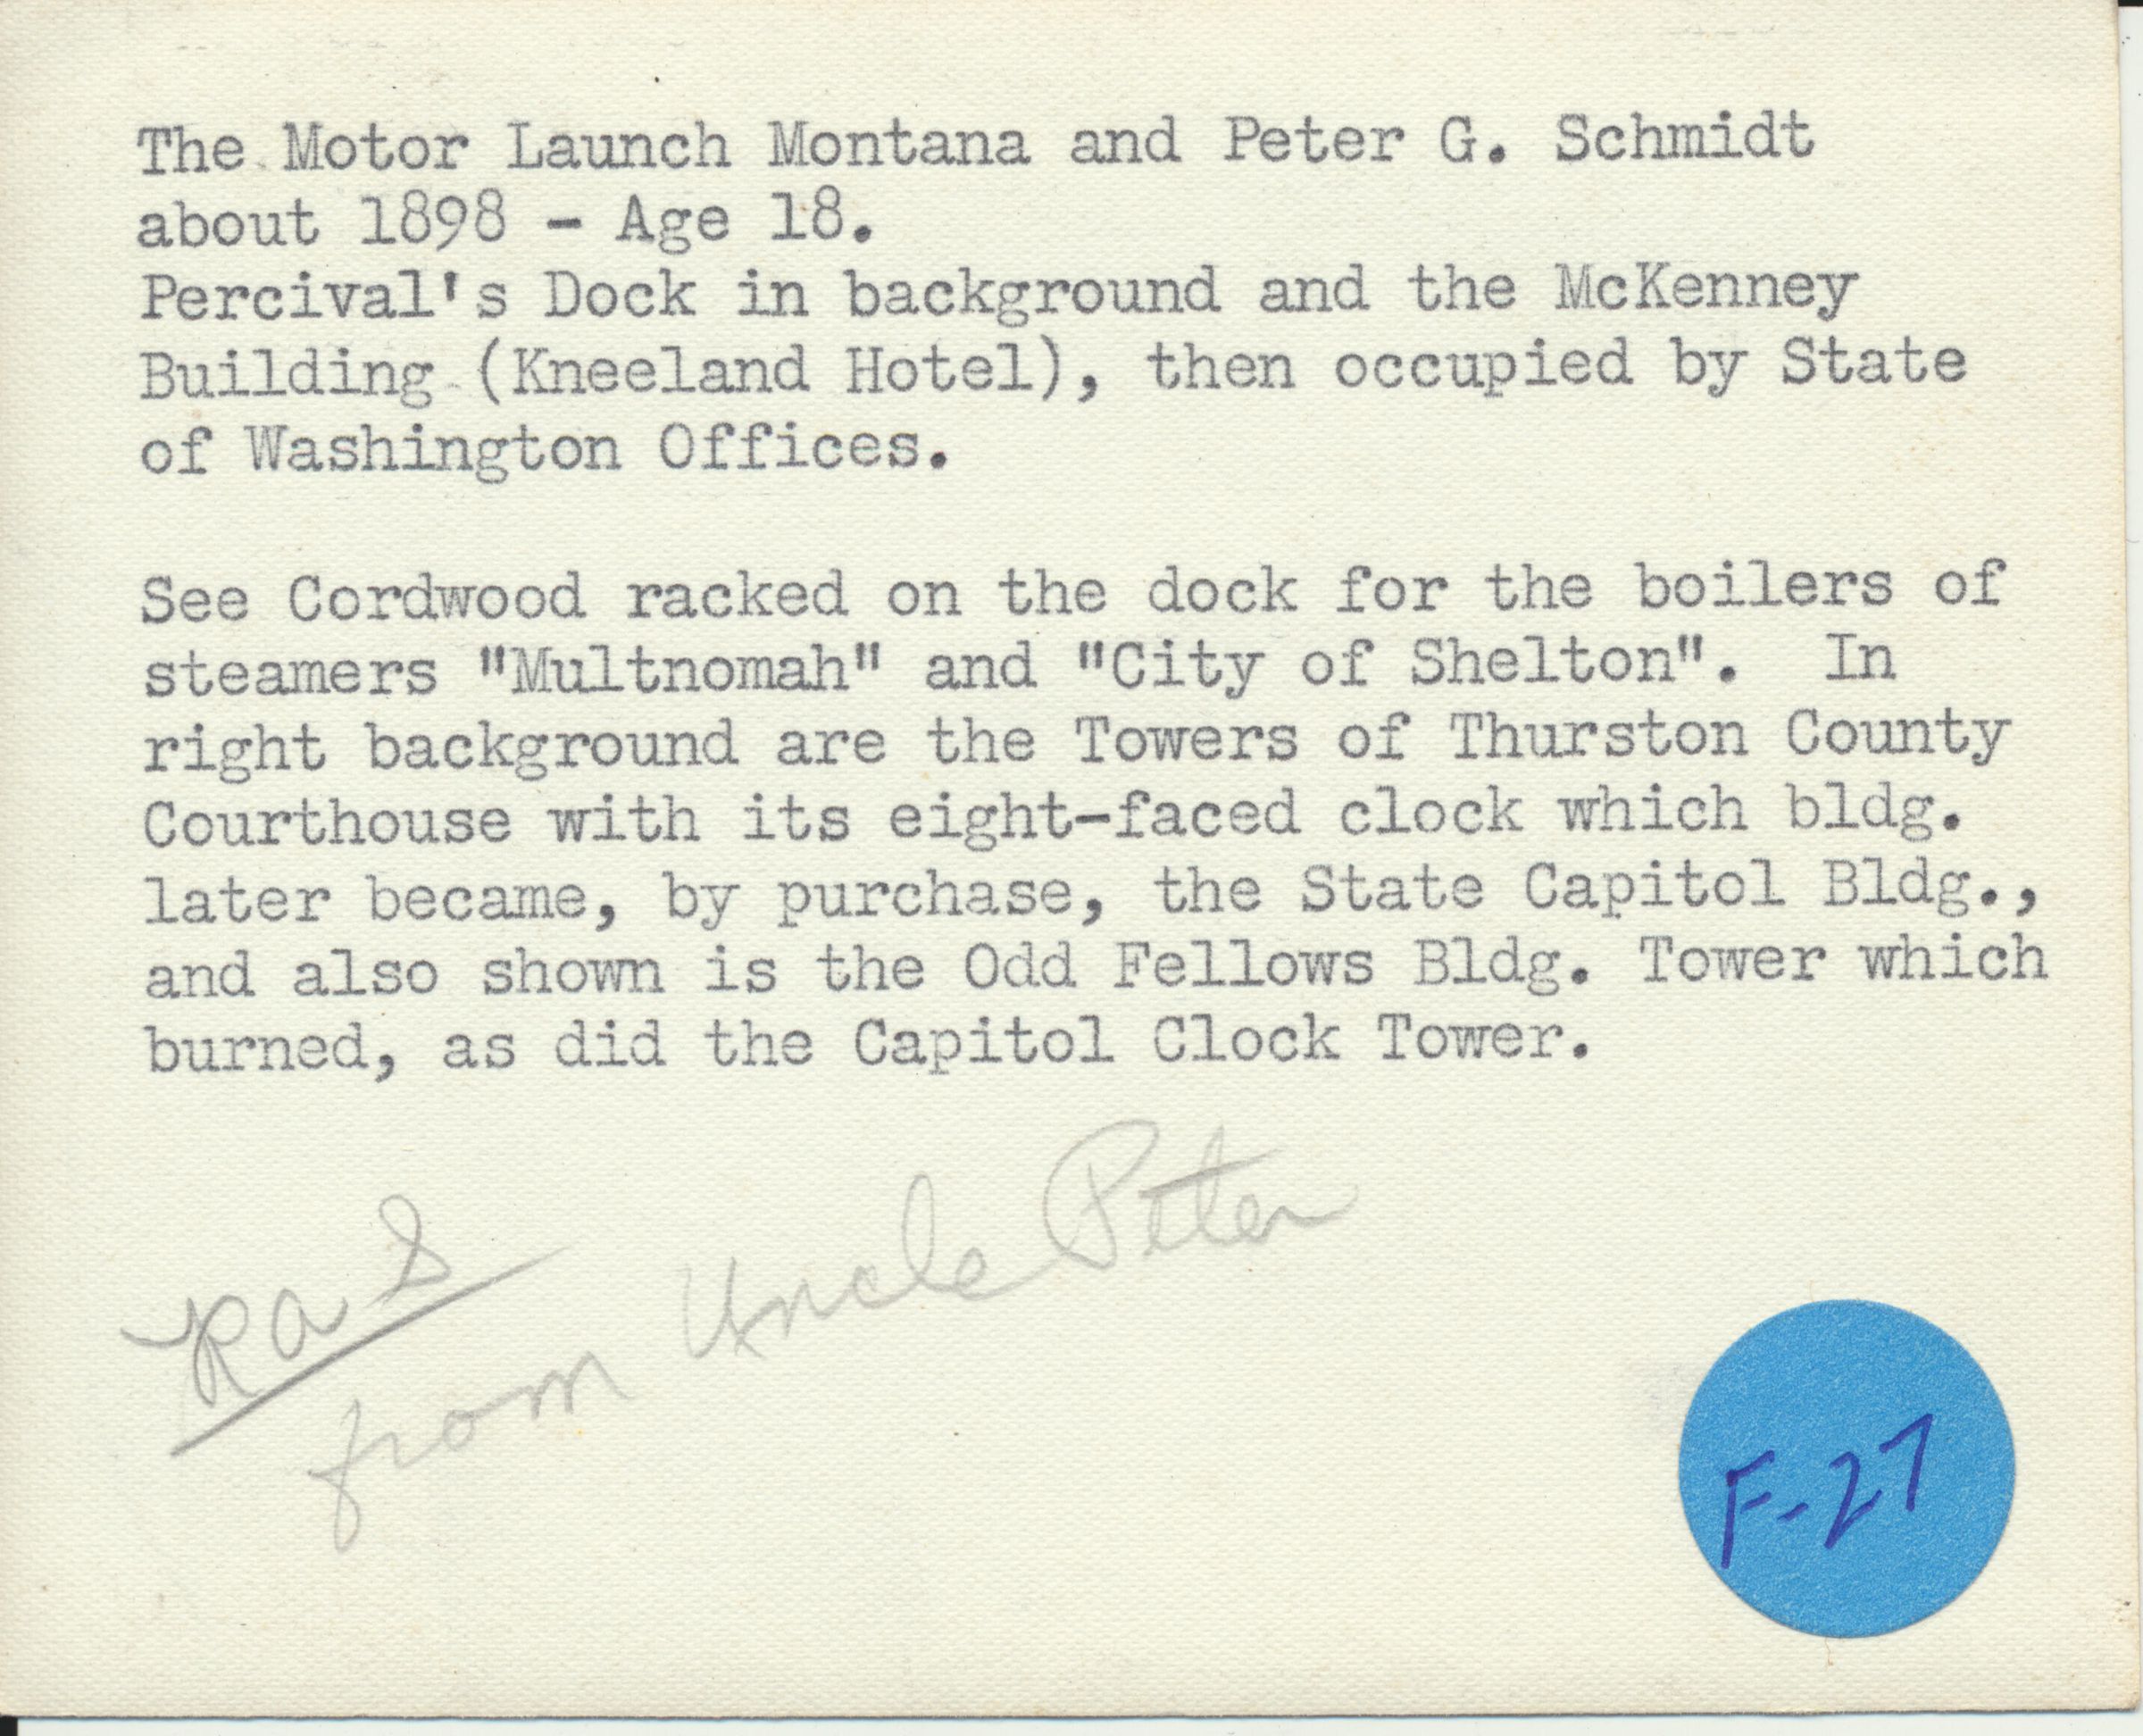 The Motor Launch Montana and Peter G. Schmidt
about 1898 - Age 18.
Percival's Dock in background and the McKenney
Building (Kneeland Hotel), then occupied by State
of Washington Offices.

See Cordwood racked on the dock for the boilers of
steamers "Multnomah" and "City of Shelton".  In
right background are the Towers of Thurston County
Courthouse with its eight-faced clock which bldg.
later became, by purchase, the State Capitol Bldg.,
and also shown is the Odd Fellows Bldg. Tower which
burned, as did the Capitol Clock Tower.

RaS
from Uncle Peter
F-27